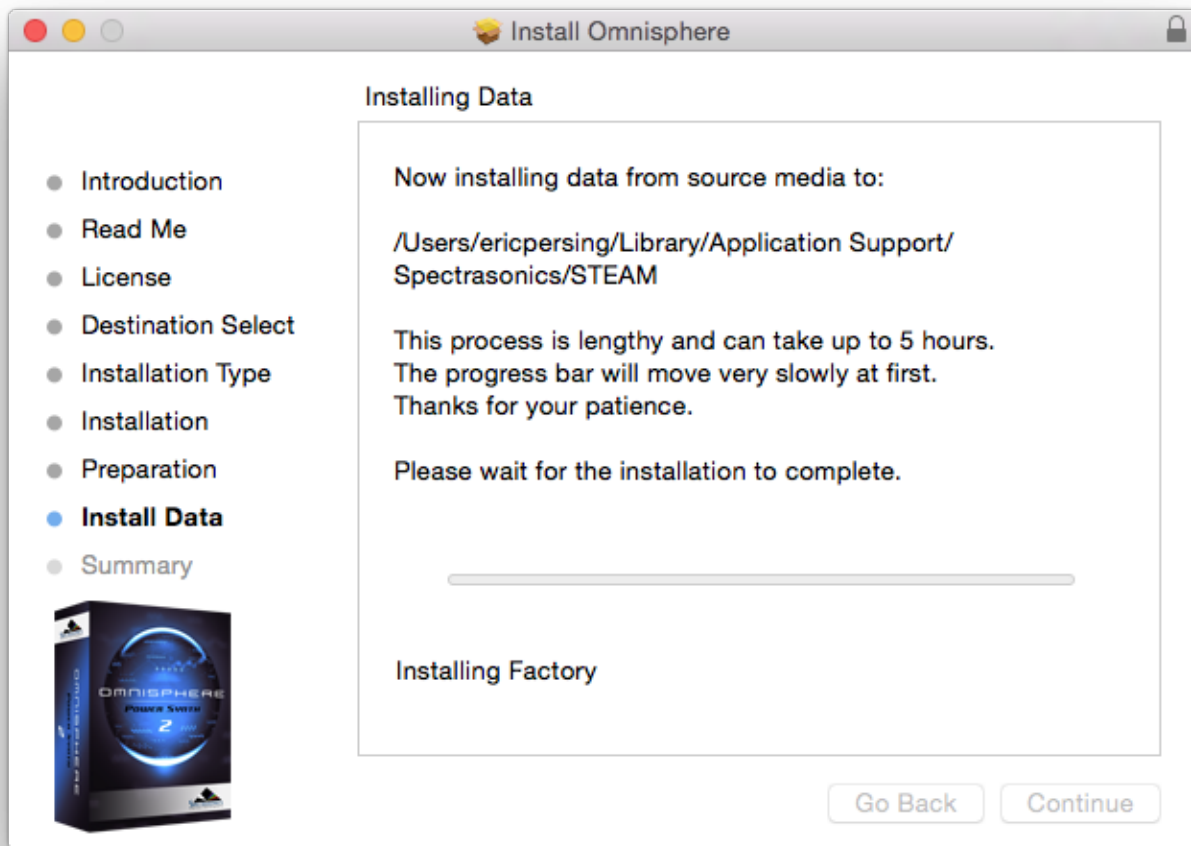 Install Omnisphere
Installing Data
Introduction
Read Me
License
Destination Select
Installation Type
Installation
Preparation
Install Data
Summary
Now installing data from source media to:
/Users/ericpersing/Library/Application Support/
Spectrasonics/STEAM
This process is lengthy and can take up to 5 hours.
The progress bar will move very slowly at first.
Thanks for your patience.
Please wait for the installation to complete.
Installing Factory
OMNISPHERE
POWER SYNTH
2
OMNISPHERE
Go Back
Continue